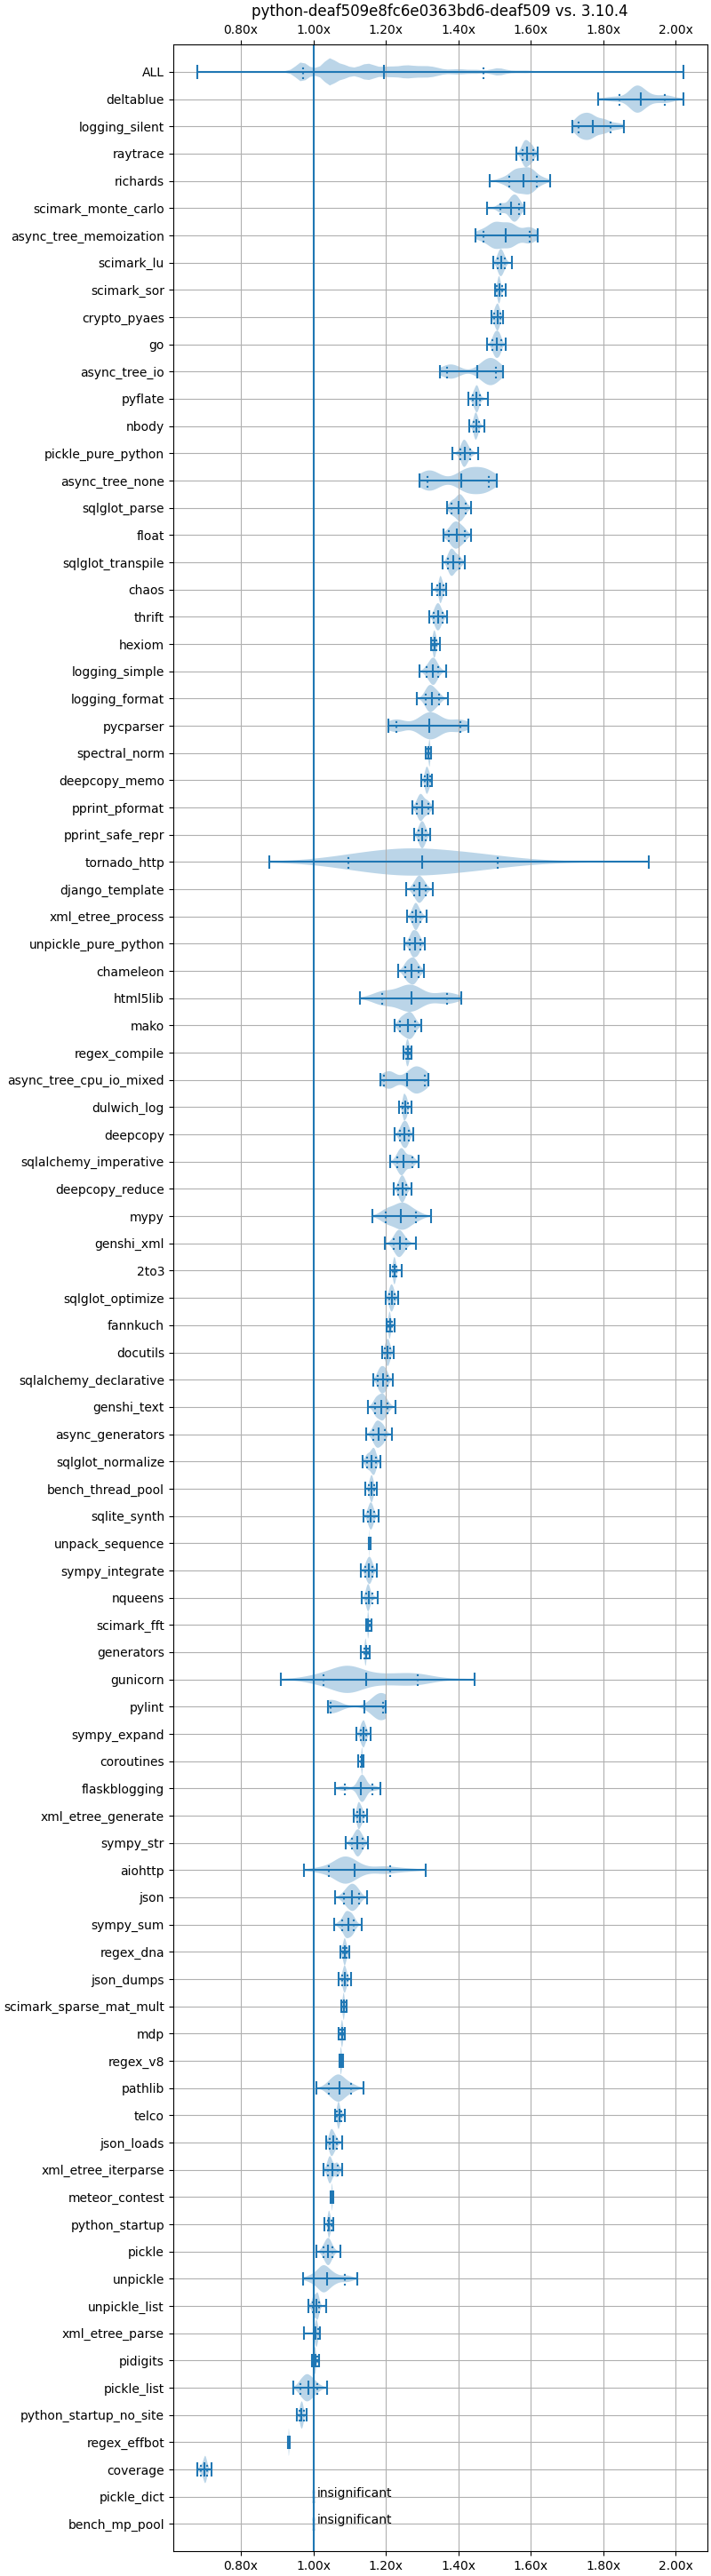 python-deaf509e8fc6e0363bd6-deaf509 vs. 3.10.4
0.80x 1.00x 1.20x 1.40x 1.60x 1.80x 2.00x
ALL
deltablue
logging_silent
raytrace
richards
scimark_monte_carlo
async_tree_memoization
scimark_lu
scimark_sor
crypto_pyaes
go
async_tree_io
pyflate
nbody
pickle_pure_python
async_tree_none
sqlglot_parse
float
sqlglot_transpile
chaos
thrift
hexiom
logging_simple
logging_format
pycparser
spectral_norm
deepcopy_memo
pprint_pformat
pprint_safe_repr
tornado_http
django_template
xml_etree_process
unpickle_pure_python
chameleon
html5lib
mako
regex_compile
async_tree_cpu_io_mixed
dulwich_log
deepcopy
sqlalchemy_imperative
deepcopy_reduce
mypy
genshi_xml
2to3
sqlglot_optimize
fannkuch
docutils
sqlalchemy_declarative
genshi_text
async_generators
sqlglot_normalize
bench_thread_pool
sqlite_synth
unpack_sequence
sympy_integrate
nqueens
scimark_fft
generators
gunicorn
pylint
sympy_expand
coroutines
flaskblogging
xml_etree_generate
sympy_str
aiohttp
json
sympy_sum
regex_dna
json_dumps
scimark_sparse_mat_mult
mdp
regex_v8
pathlib
telco
json_loads
xml_etree_iterparse
meteor_contest
python_startup
pickle
unpickle
unpickle_list
xml_etree_parse
pidigits
pickle_list
python_startup_no_site
regex_effbot
coverage
pickle_dict insignificant
bench_mp_pool insignificant
0.80x 1.00x 1.20x 1.40x 1.60x 1.80x 2.00x